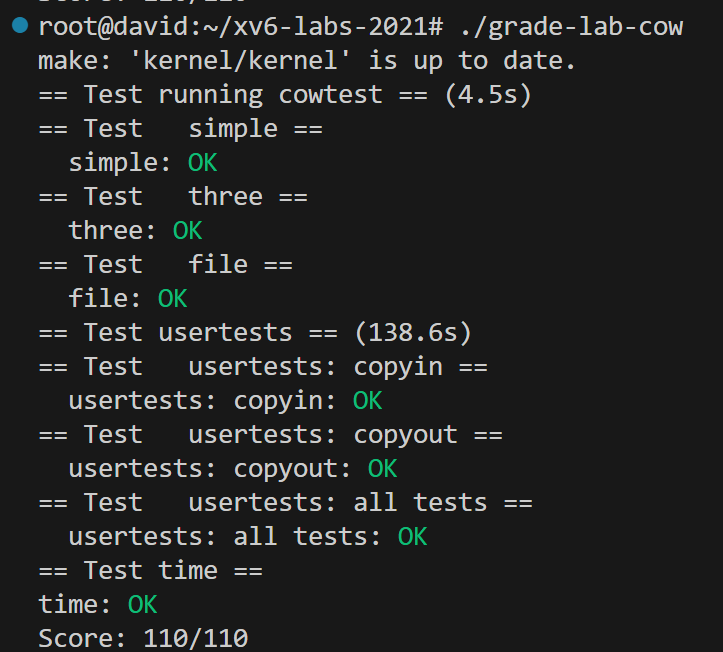 root@david:~/xv6-labs-2021# ./grade-lab-cow
make: 'kernel/kernel' is up to date.
== Test running cowtest == (4.5s)
== Test   simple ==
  simple: OK
== Test   three ==
  three: OK
== Test   file ==
  file: OK
== Test usertests == (138.6s)
== Test   usertests: copyin ==
  usertests: copyin: OK
== Test   usertests: copyout ==
  usertests: copyout: OK
== Test   usertests: all tests ==
  usertests: all tests: OK
== Test time ==
time: OK
Score: 110/110